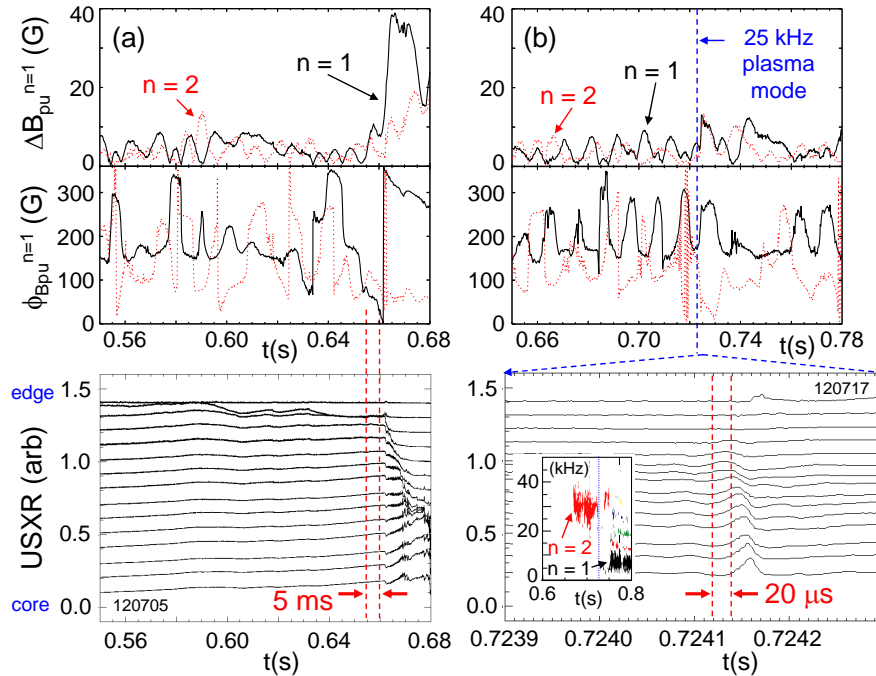 (a)
ΔB_pu^{n=1} (G)
40
20
0
n = 2
n = 1
ϕ_Bpu^{n=1} (G)
300
200
100
0
0.56 0.60 0.64 0.68
t(s)
(b)
40
20
0
n = 2
n = 1
25 kHz
plasma
mode
300
200
100
0
0.66 0.70 0.74 0.78
t(s)
edge
USXR (arb)
core
1.5
1.0
0.5
0.0
120705
5 ms
0.56 0.60 0.64 0.68
t(s)
1.5
1.0
0.5
0.0
120717
(kHz)
40
20
0
n = 2
n = 1
0.6 0.8
t(s)
20 μs
0.7239 0.7240 0.7241 0.7242
t(s)